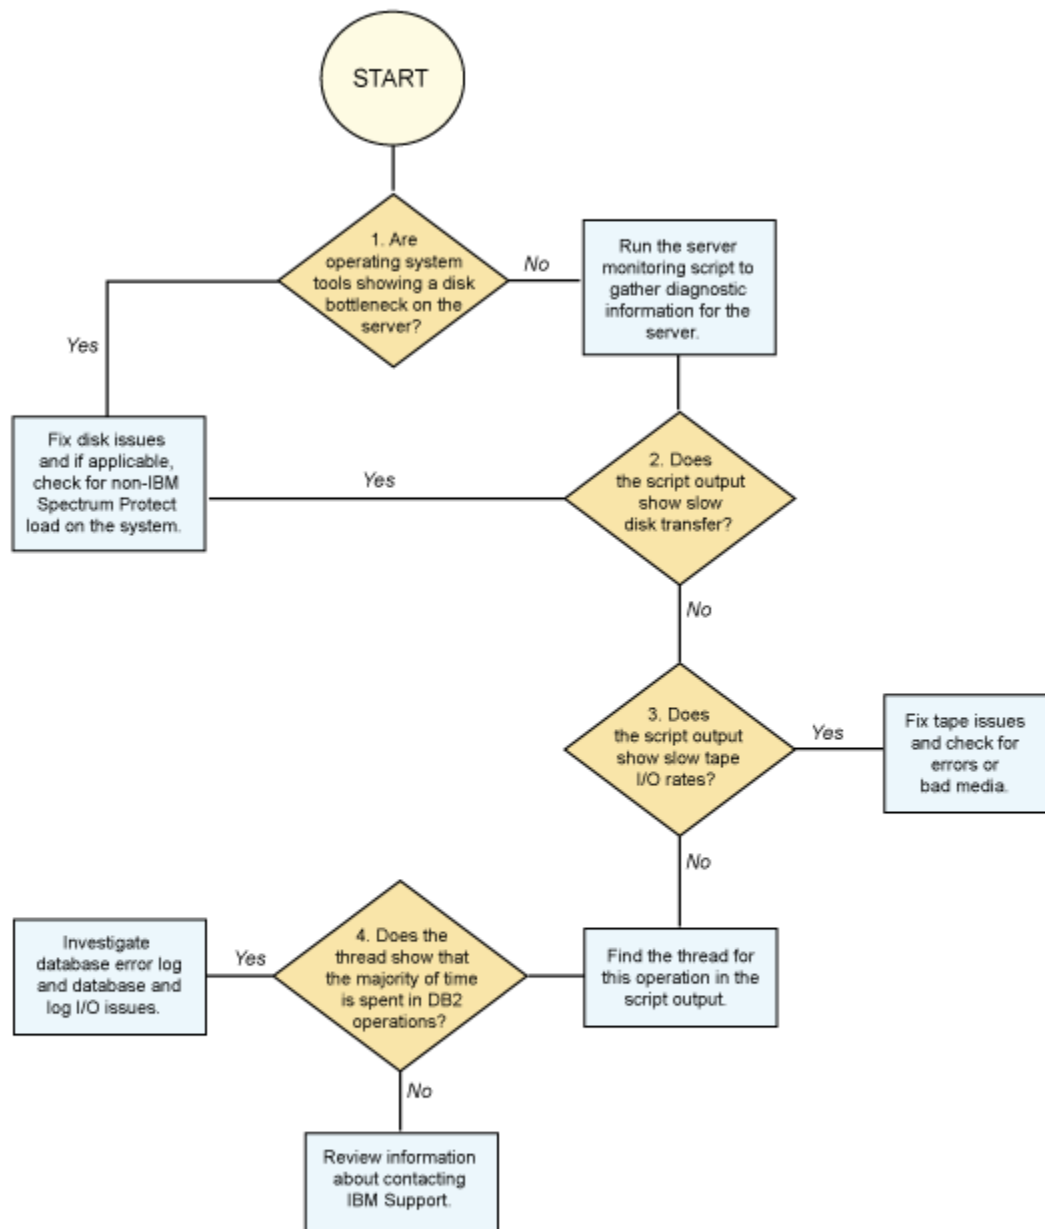 START
1. Are
operating system
tools showing a disk
bottleneck on the
server?
No
Run the server
monitoring script to
gather diagnostic
information for the
server.
Yes
Fix disk issues
and if applicable,
check for non-IBM
Spectrum Protect
load on the system.
Yes
2. Does
the script output
show slow
disk transfer?
No
3. Does
the script output
show slow tape
I/O rates?
Yes
Fix tape issues
and check for
errors or
bad media.
No
Find the thread for
this operation in the
script output.
4. Does the
thread show that
the majority of time
is spent in DB2
operations?
Yes
Investigate
database error log
and database and
log I/O issues.
No
Review information
about contacting
IBM Support.